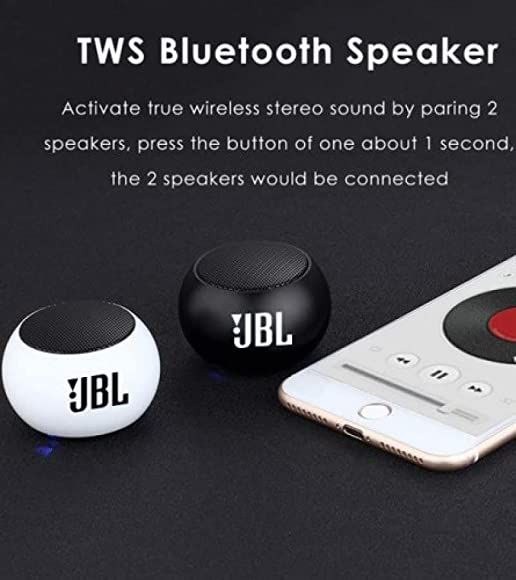 TWS Bluetooth Speaker
Activate true wireless stereo sound by paring 2
speakers, press the button of one about 1 second,
the 2 speakers would be connected
JBL
JBL